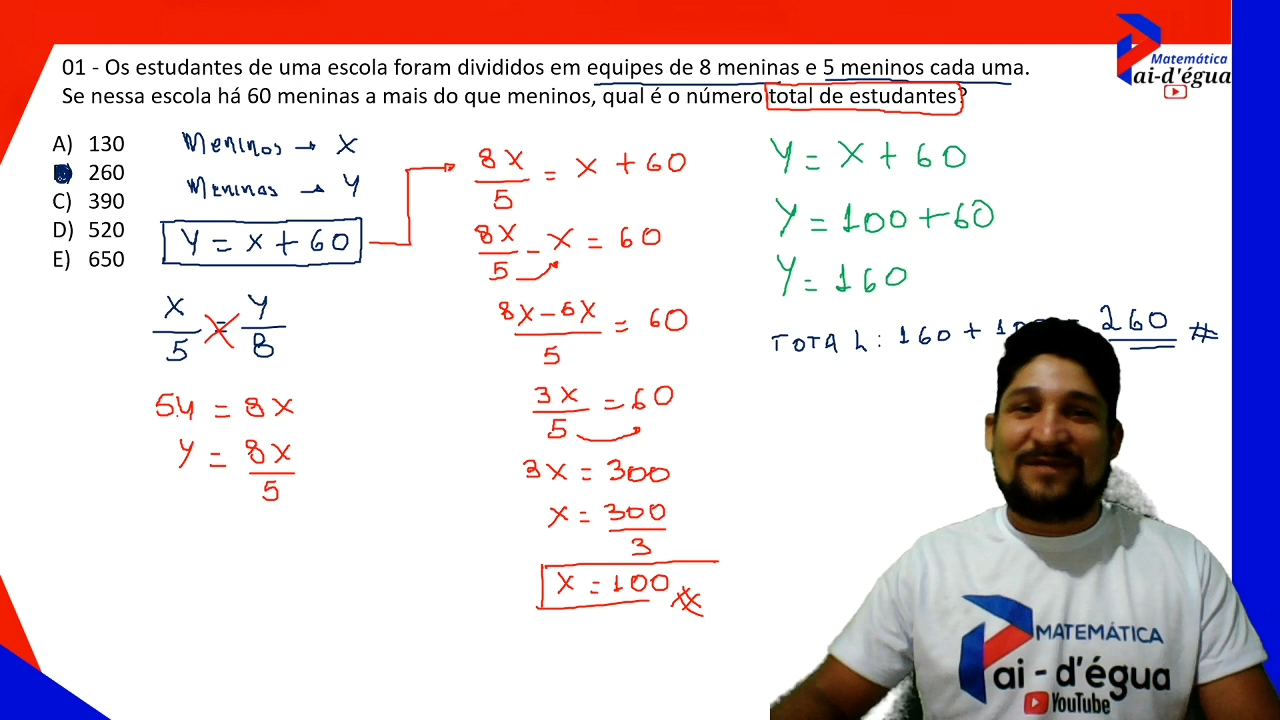 01 - Os estudantes de uma escola foram divididos em equipes de 8 meninas e 5 meninos cada uma.
Se nessa escola há 60 meninas a mais do que meninos, qual é o número total de estudantes?
A) 130
260
C) 390
D) 520
E) 650
Meninos → X
Meninas → Y
Y = X + 60
X/5 = Y/8
5Y = 8X
Y = 8X/5
8X/5 = X + 60
8X/5 - X = 60
8X - 5X/5 = 60
3X/5 = 60
3X = 300
X = 300/3
X = 100
Y = X + 60
Y = 100 + 60
Y = 160
TOTAL: 160 + 260 #
Matemática
ai-d'égua
MATEMÁTICA
ai - d'égua
YouTube